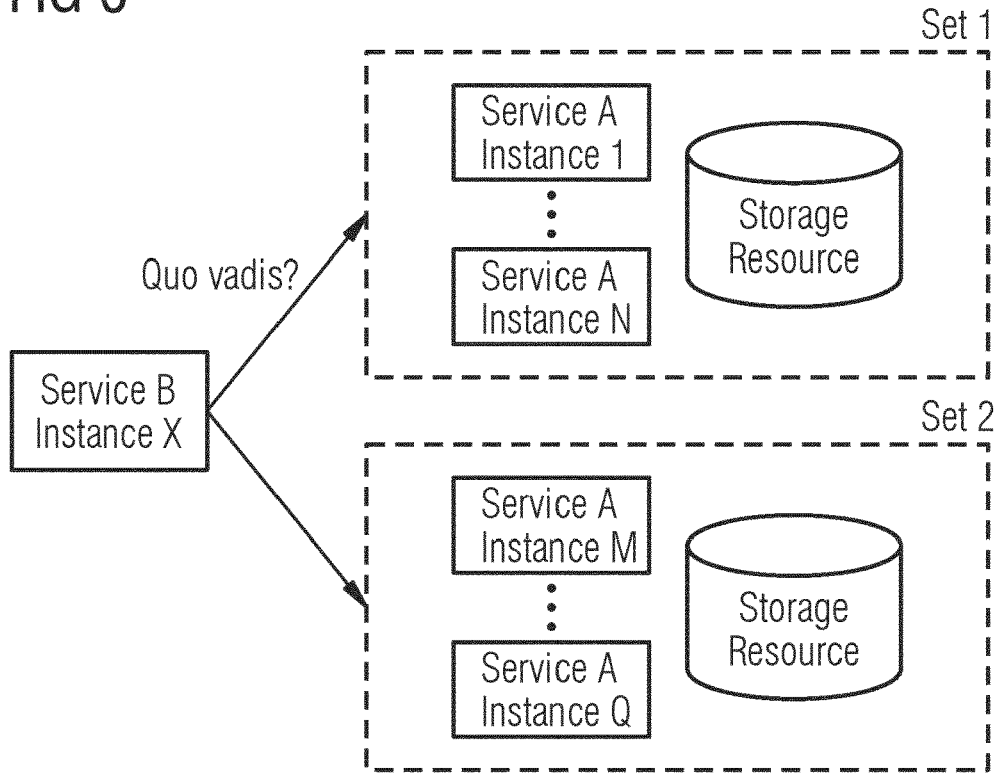 Set 1
Service A
Instance 1
Storage
Resource
Service A
Instance N
Quo vadis?
Service B
Instance X
Set 2
Service A
Instance M
Storage
Resource
Service A
Instance Q